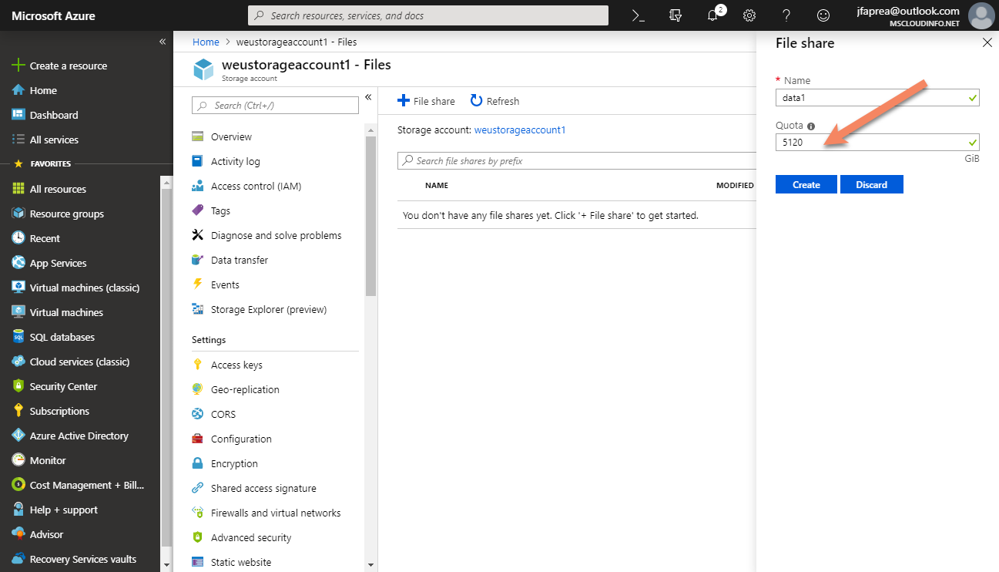 Microsoft Azure
Search resources, services, and docs
2
jfaprea@outlook.com
MSCLOUDINFO.NET
Create a resource
Home
Dashboard
All services
FAVORITES
All resources
Resource groups
Recent
App Services
Virtual machines (classic)
Virtual machines
SQL databases
Cloud services (classic)
Security Center
Subscriptions
Azure Active Directory
Monitor
Cost Management + Bill...
Help + support
Advisor
Recovery Services vaults
Home > weustorageaccount1 - Files
weustorageaccount1 - Files
Storage account
Search (Ctrl+/)
Overview
Activity log
Access control (IAM)
Tags
Diagnose and solve problems
Data transfer
Events
Storage Explorer (preview)
Settings
Access keys
Geo-replication
CORS
Configuration
Encryption
Shared access signature
Firewalls and virtual networks
Advanced security
Static website
File share Refresh
Storage account: weustorageaccount1
Search file shares by prefix
NAME MODIFIED
You don't have any file shares yet. Click '+ File share' to get started.
File share
* Name
data1
Quota
5120
GiB
Create Discard